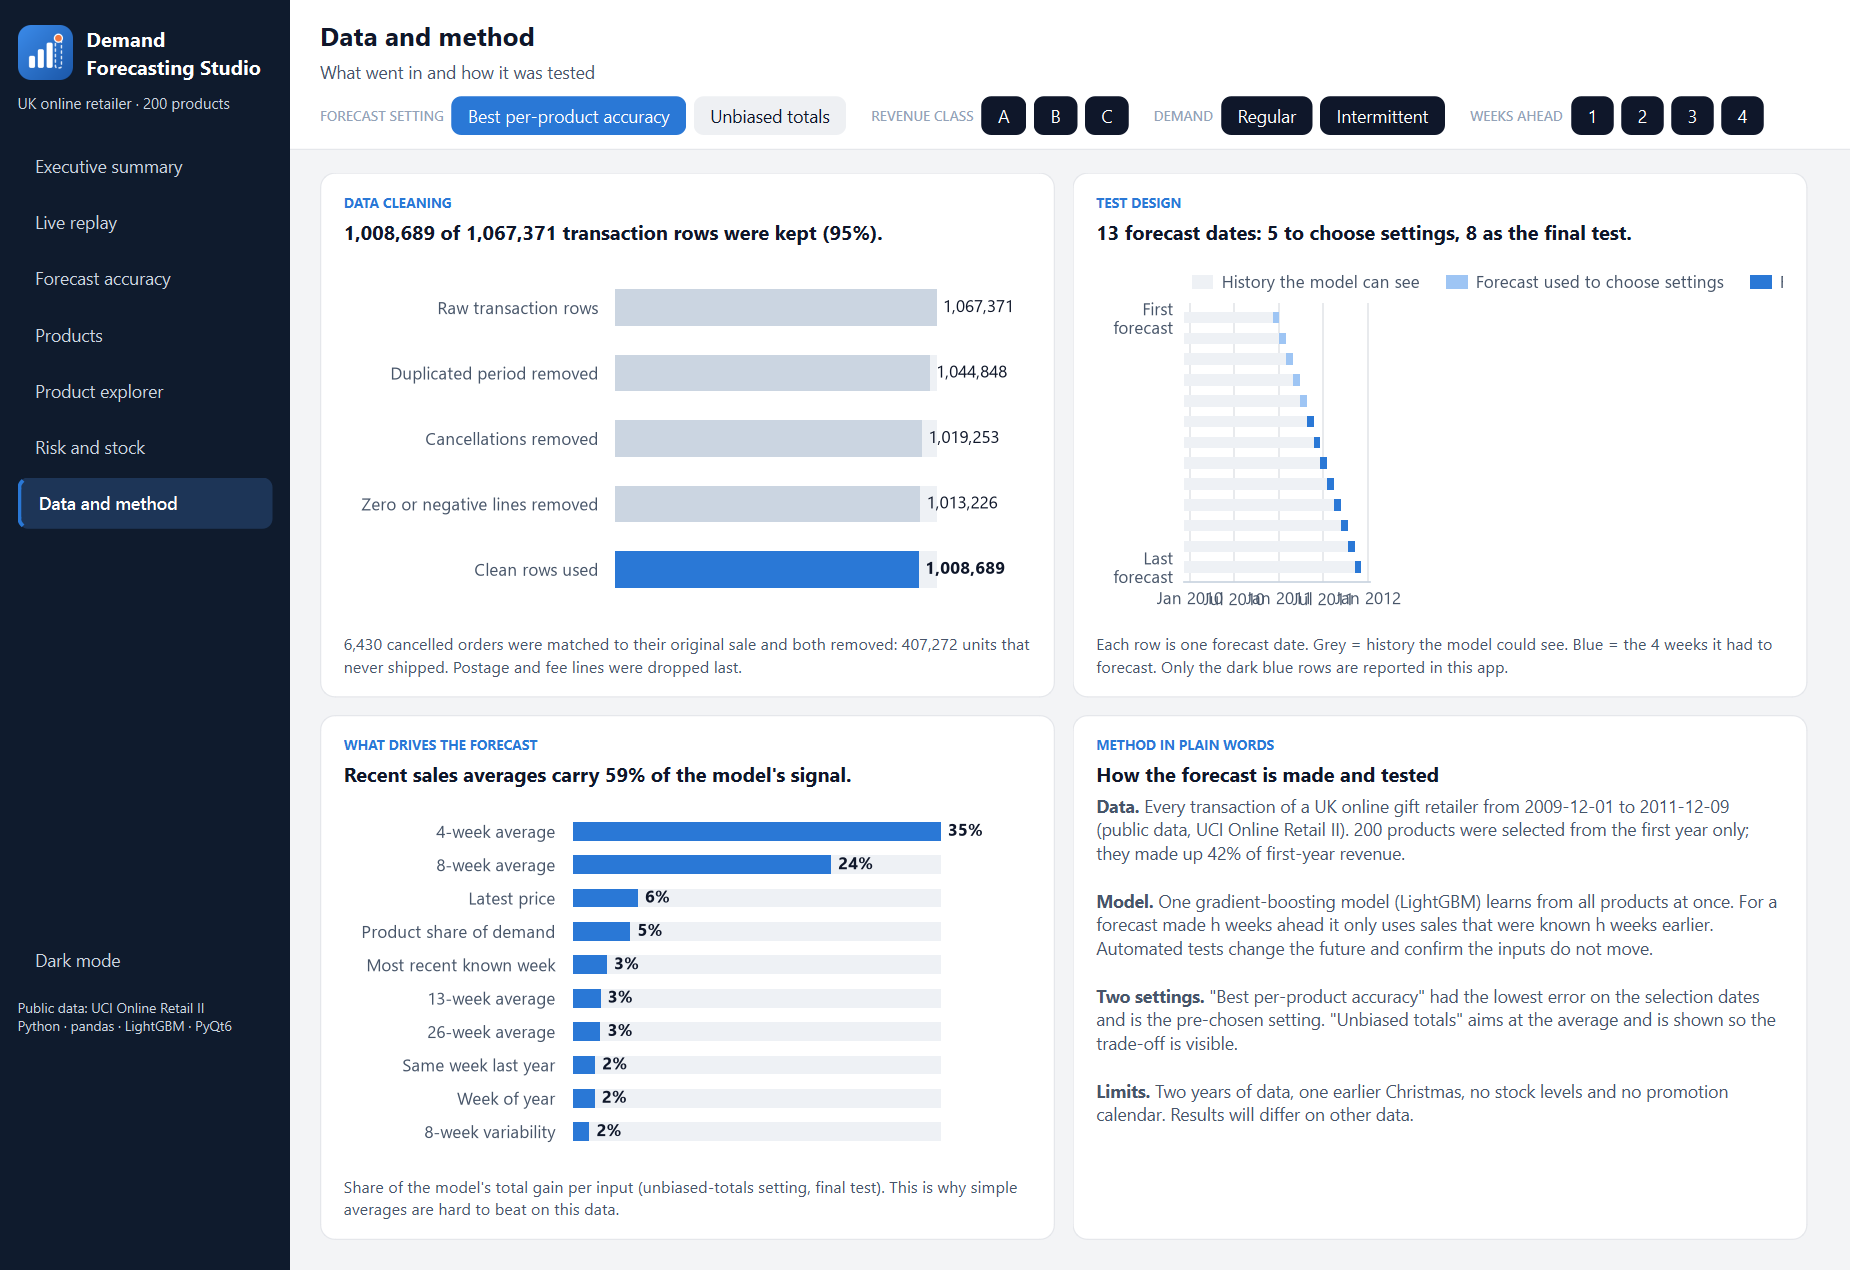 Demand
Forecasting Studio
UK online retailer · 200 products
Executive summary
Live replay
Forecast accuracy
Products
Product explorer
Risk and stock
Data and method
Dark mode
Public data: UCI Online Retail II
Python · pandas · LightGBM · PyQt6
Data and method
What went in and how it was tested
FORECAST SETTING Best per-product accuracy Unbiased totals REVENUE CLASS A B C DEMAND Regular Intermittent WEEKS AHEAD 1 2 3 4
DATA CLEANING
1,008,689 of 1,067,371 transaction rows were kept (95%).
Raw transaction rows 1,067,371
Duplicated period removed 1,044,848
Cancellations removed 1,019,253
Zero or negative lines removed 1,013,226
Clean rows used 1,008,689
6,430 cancelled orders were matched to their original sale and both removed: 407,272 units that
never shipped. Postage and fee lines were dropped last.
TEST DESIGN
13 forecast dates: 5 to choose settings, 8 as the final test.
History the model can see Forecast used to choose settings
First
forecast
Last
forecast
Jan 2010 Jul 2010 Jan 2011 Jul 2011 Jan 2012
Each row is one forecast date. Grey = history the model could see. Blue = the 4 weeks it had to
forecast. Only the dark blue rows are reported in this app.
WHAT DRIVES THE FORECAST
Recent sales averages carry 59% of the model's signal.
4-week average 35%
8-week average 24%
Latest price 6%
Product share of demand 5%
Most recent known week 3%
13-week average 3%
26-week average 3%
Same week last year 2%
Week of year 2%
8-week variability 2%
Share of the model's total gain per input (unbiased-totals setting, final test). This is why simple
averages are hard to beat on this data.
METHOD IN PLAIN WORDS
How the forecast is made and tested
Data. Every transaction of a UK online gift retailer from 2009-12-01 to 2011-12-09
(public data, UCI Online Retail II). 200 products were selected from the first year only;
they made up 42% of first-year revenue.
Model. One gradient-boosting model (LightGBM) learns from all products at once. For a
forecast made h weeks ahead it only uses sales that were known h weeks earlier.
Automated tests change the future and confirm the inputs do not move.
Two settings. "Best per-product accuracy" had the lowest error on the selection dates
and is the pre-chosen setting. "Unbiased totals" aims at the average and is shown so the
trade-off is visible.
Limits. Two years of data, one earlier Christmas, no stock levels and no promotion
calendar. Results will differ on other data.